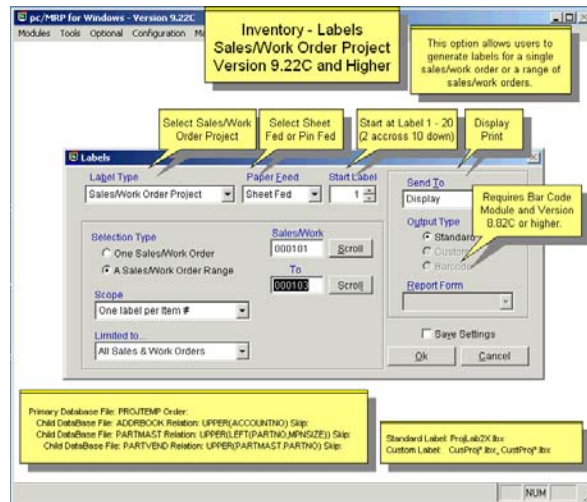 pc/MRP for Windows - Version 9.22C
Modules Tools Optional Configuration
Inventory - Labels
Sales/Work Order Project
Version 9.22C and Higher
This option allows users to
generate labels for a single
sales/work order or a range of
sales/work orders.
Select Sales/Work
Order Project
Select Sheet
Fed or Pin Fed
Start at Label 1 - 20
(2 accross 10 down)
Display
Print
Labels
Label Type
Paper Feed
Start Label
Send To
Sales/Work Order Project
Sheet Fed
1
Display
Requires Bar Code
Module and Version
8.82C or higher.
Output Type
Standard
Custom
Barcode
Report Form
Selection Type
One Sales/Work Order
A Sales/Work Order Range
Sales/Work
000101
Scroll
To
000103
Scroll
Scope
One label per Item #
Limited to...
All Sales & Work Orders
Save Settings
Ok
Cancel
Primary Database File: PROJTEMP Order:
Child DataBase File: ADDRBOOK Relation: UPPER(ACCOUNTNO) Skip:
Child DataBase File: PARTMAST Relation: UPPER(LEFT(PARTNO,MPNSIZE)) Skip:
Child DataBase File: PARTVEND Relation: UPPER(PARTMAST.PARTNO) Skip:
Standard Label: ProjLab2X.lbx
Custom Label: CusProj*.lbx, CustProj*.lbx
NUM